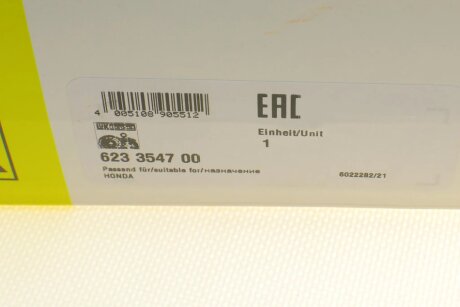 4 005108 905512
EAC
Einheit/Unit
1
623 3547 00
Passend für/suitable for/назначение
HONDA
6022282/21